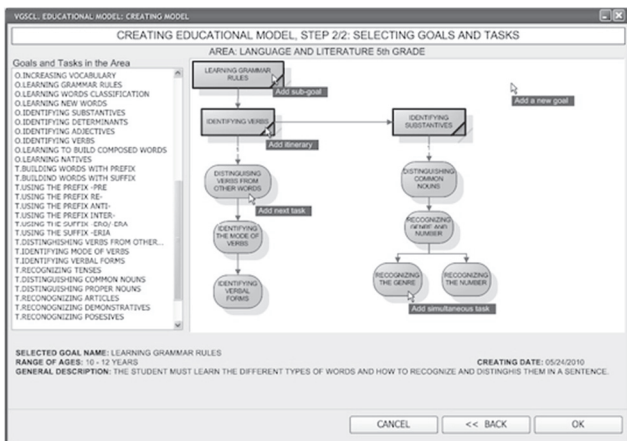 VGSCL: EDUCATIONAL MODEL: CREATING MODEL
CREATING EDUCATIONAL MODEL, STEP 2/2: SELECTING GOALS AND TASKS
AREA: LANGUAGE AND LITERATURE 5th GRADE
Goals and Tasks in the Area
O.INCREASING VOCABULARY
O.LEARNING GRAMMAR RULES
O.LEARNING WORDS CLASSIFICATION
O.LEARNING NEW WORDS
O.IDENTIFYING SUBSTANTIVES
O.IDENTIFYING DETERMINANTS
O.IDENTIFYING ADJECTIVES
O.IDENTIFYING VERBS
O.LEARNING TO BUILD COMPOSED WORDS
O.LEARNING NATIVES
T.BUILDING WORDS WITH PREFIX
T.BUILDIND WORDS WITH SUFFIX
T.USING THE PREFIX -PRE
T.USING THE PREFIX RE-
T.USING THE PREFIX ANTI-
T.USING THE PREFIX INTER-
T.USING THE SUFFIX -ERO/-ERA
T.USING THE SUFFIX -ERIA
T.DISTINGHISHING VERBS FROM OTHER...
T.IDENTIFYING MODE OF VERBS
T.IDENTIFYING VERBAL FORMS
T.RECOGNIZING TENSES
T.DISTINGUISHING COMMON NOUNS
T.DISTINGUISHING PROPER NOUNS
T.RECONOGNIZING ARTICLES
T.RECONOGNIZING DEMONSTRATIVES
T.RECONOGNIZING POSESIVES
LEARNING GRAMMAR
RULES
Add sub-goal
Add a new goal
IDENTIFYING VERBS
Add itinerary
IDENTIFYING
SUBSTANTIVES
DISTINGUISING
VERBS FROM
OTHER WORDS
Add next task
DISTINGUISHING
COMMON
NOUNS
IDENTIFYING
THE MODE OF
VERBS
RECOGNIZING
GENRE AND
NUMBER
IDENTIFYING
VERBAL
FORMS
RECOGNIZING
THE GENRE
RECOGNIZING
THE NUMBER
Add simultaneous task
SELECTED GOAL NAME: LEARNING GRAMMAR RULES
RANGE OF AGES: 10 - 12 YEARS
CREATING DATE: 05/24/2010
GENERAL DESCRIPTION: THE STUDENT MUST LEARN THE DIFFERENT TYPES OF WORDS AND HOW TO RECOGNIZE AND DISTINGHIS THEM IN A SENTENCE.
CANCEL
<< BACK
OK